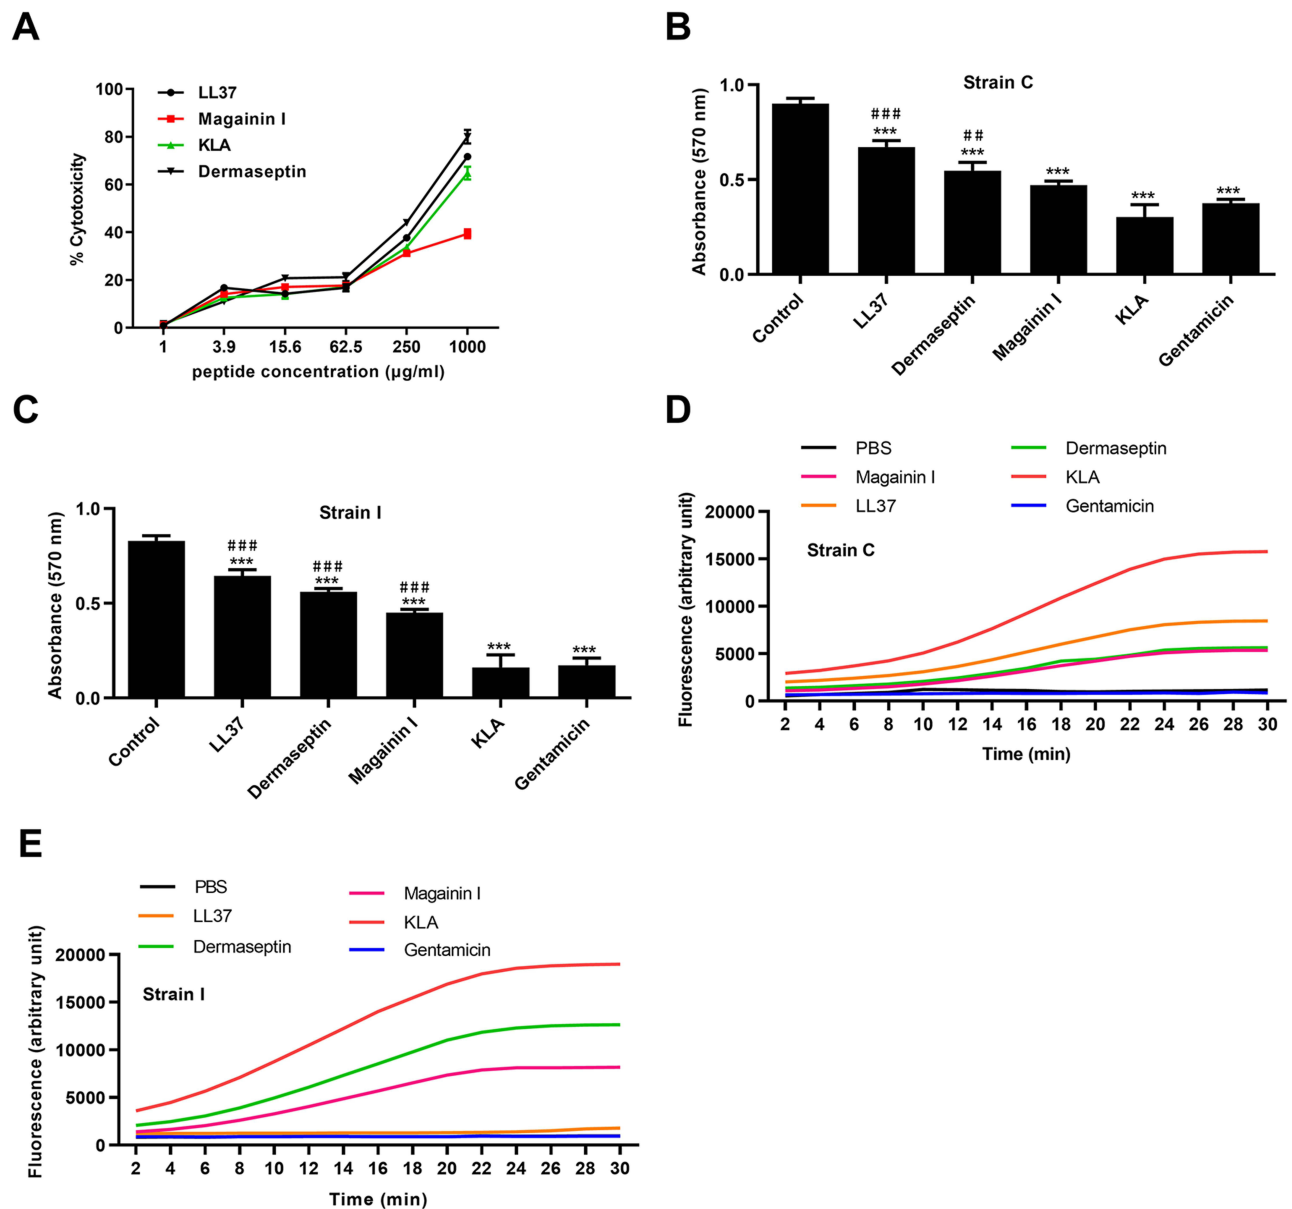 A
100
80
60
40
20
0
% Cytotoxicity
LL37
Magainin I
KLA
Dermaseptin
1 3.9 15.6 62.5 250 1000
peptide concentration (µg/ml)
B
Strain C
1.0
0.5
0.0
Absorbance (570 nm)
###
***
##
***
***
***
***
Control
LL37
Dermaseptin
Magainin I
KLA
Gentamicin
C
Strain I
1.0
0.5
0.0
Absorbance (570 nm)
###
***
###
***
###
***
***
***
Control
LL37
Dermaseptin
Magainin I
KLA
Gentamicin
D
PBS
Magainin I
LL37
Dermaseptin
KLA
Gentamicin
Strain C
20000
15000
10000
5000
0
Fluorescence (arbitrary unit)
2 4 6 8 10 12 14 16 18 20 22 24 26 28 30
Time (min)
E
PBS
LL37
Dermaseptin
Magainin I
KLA
Gentamicin
Strain I
20000
15000
10000
5000
0
Fluorescence (arbitrary unit)
2 4 6 8 10 12 14 16 18 20 22 24 26 28 30
Time (min)